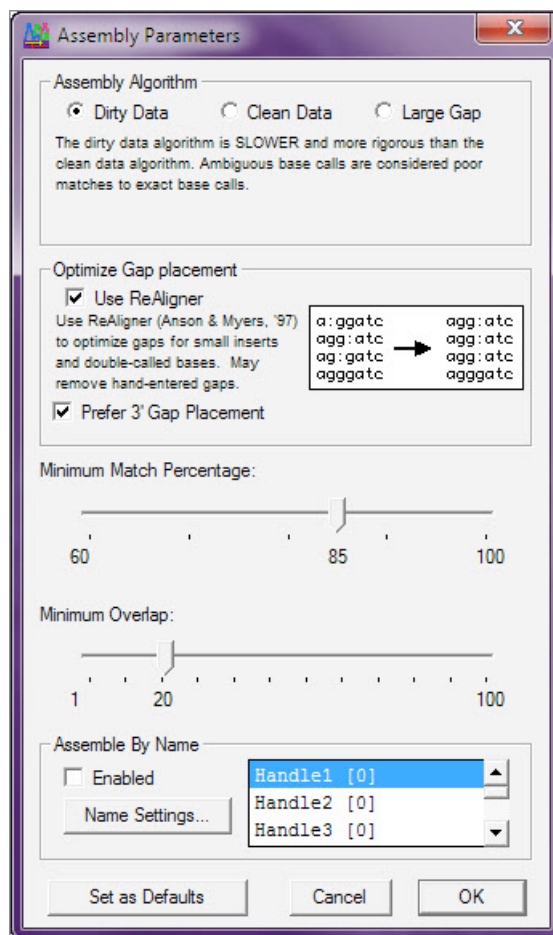 Assembly Parameters
Assembly Algorithm
Dirty Data Clean Data Large Gap
The dirty data algorithm is SLOWER and more rigorous than the
clean data algorithm. Ambiguous base calls are considered poor
matches to exact base calls.
Optimize Gap placement
Use ReAligner
Use ReAligner (Anson & Myers, '97)
to optimize gaps for small inserts
and double-called bases. May
remove hand-entered gaps.
a:ggatc agg:atc
agg:atc agg:atc
ag:gatc agg:atc
agggatc agggatc
Prefer 3' Gap Placement
Minimum Match Percentage:
60 85 100
Minimum Overlap:
1 20 100
Assemble By Name
Enabled
Name Settings...
Handle1 [0]
Handle2 [0]
Handle3 [0]
Set as Defaults Cancel OK